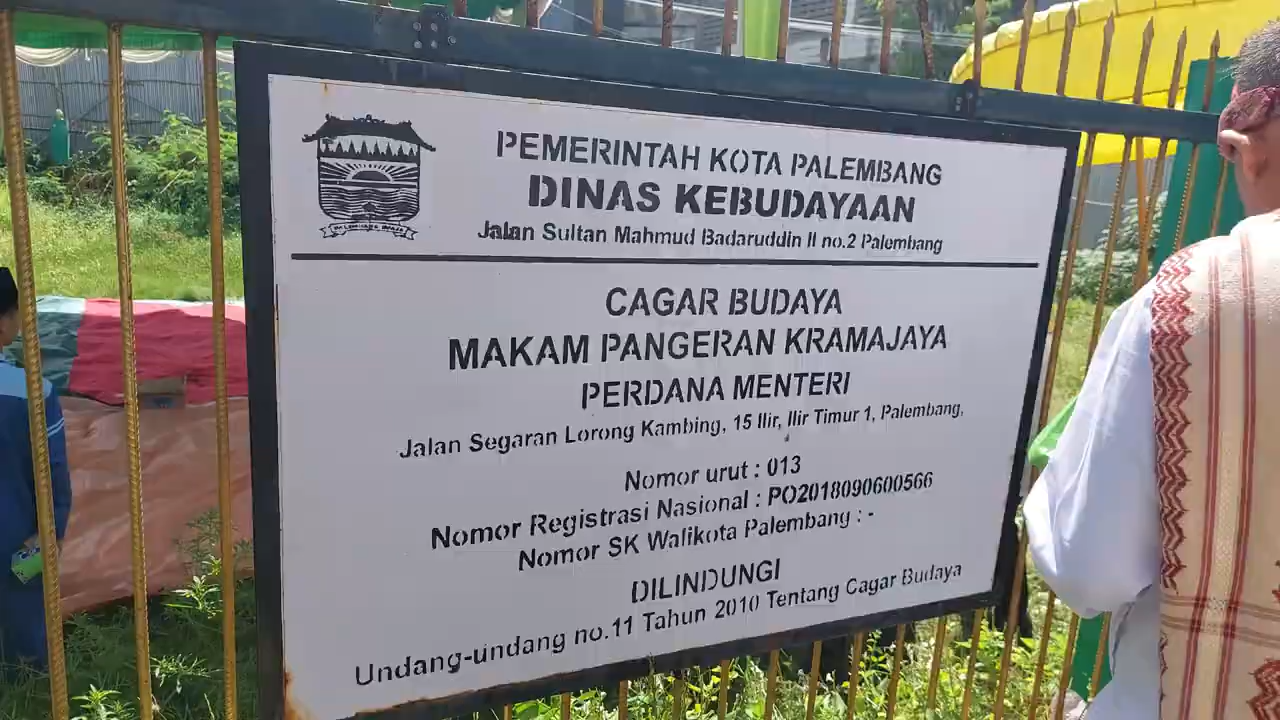 PEMERINTAH KOTA PALEMBANG
DINAS KEBUDAYAAN
Jalan Sultan Mahmud Badaruddin II no.2 Palembang
CAGAR BUDAYA
MAKAM PANGERAN KRAMAJAYA
PERDANA MENTERI
Jalan Segaran Lorong Kambing, 15 Ilir, Ilir Timur 1, Palembang,
Nomor urut : 013
Nomor Registrasi Nasional : PO2018090600566
Nomor SK Walikota Palembang : -
DILINDUNGI
Undang-undang no.11 Tahun 2010 Tentang Cagar Budaya